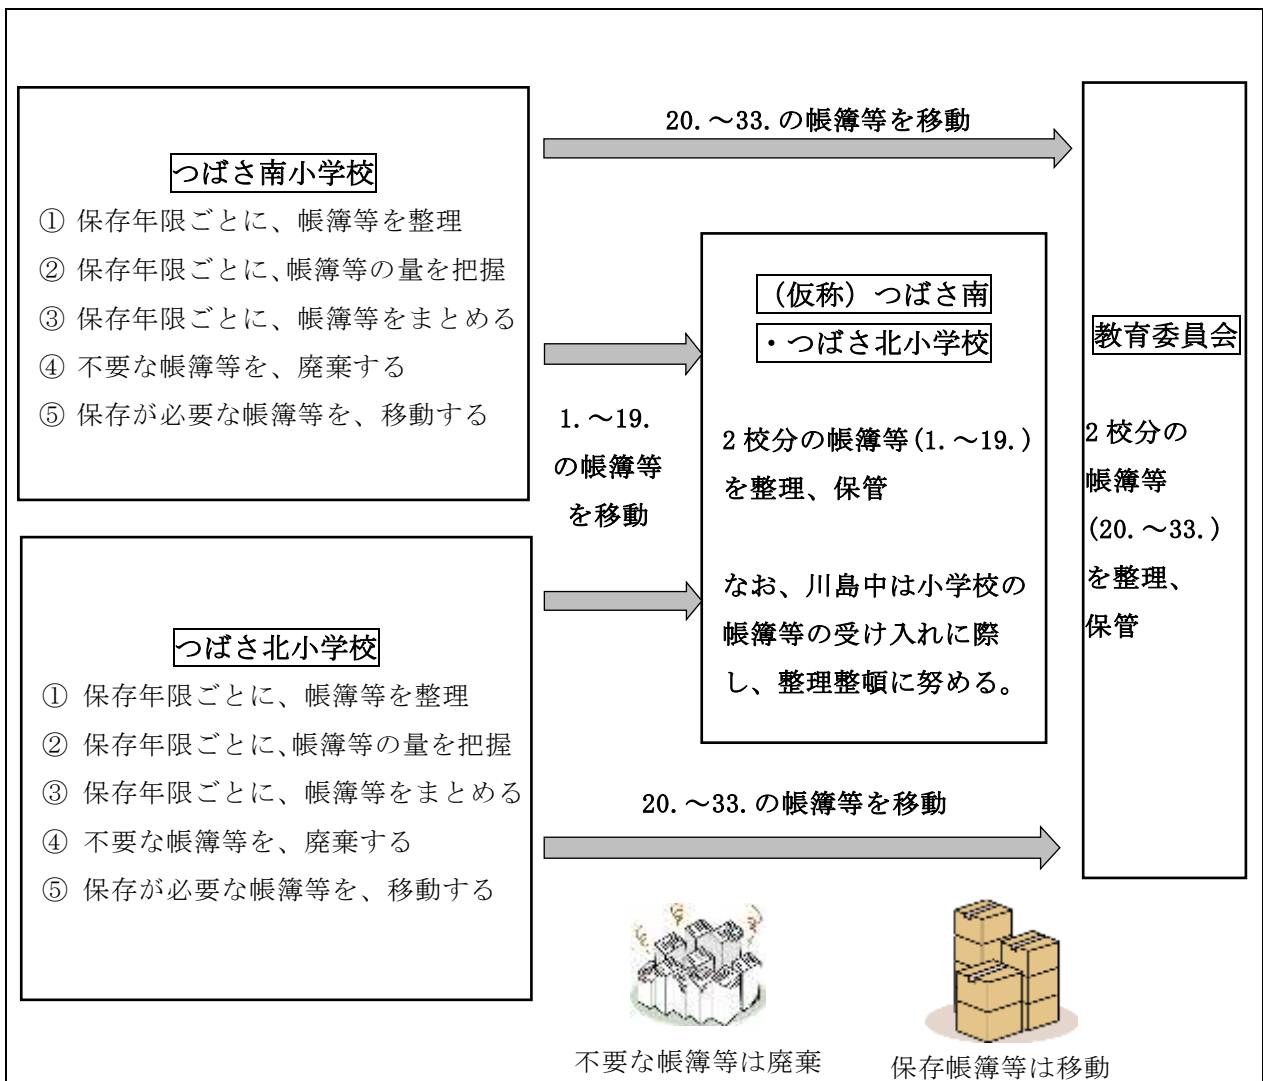 20.～33.の帳簿等を移動
つばさ南小学校
① 保存年限ごとに、帳簿等を整理
② 保存年限ごとに、帳簿等の量を把握
③ 保存年限ごとに、帳簿等をまとめる
④ 不要な帳簿等を、廃棄する
⑤ 保存が必要な帳簿等を、移動する
1.～19.
の帳簿等
を移動
（仮称）つばさ南
・つばさ北小学校
2校分の帳簿等(1.～19.)
を整理、保管
なお、川島中は小学校の
帳簿等の受け入れに際
し、整理整頓に努める。
教育委員会
2校分の
帳簿等
(20.～33.)
を整理、
保管
つばさ北小学校
① 保存年限ごとに、帳簿等を整理
② 保存年限ごとに、帳簿等の量を把握
③ 保存年限ごとに、帳簿等をまとめる
④ 不要な帳簿等を、廃棄する
⑤ 保存が必要な帳簿等を、移動する
20.～33.の帳簿等を移動
不要な帳簿等は廃棄
保存帳簿等は移動